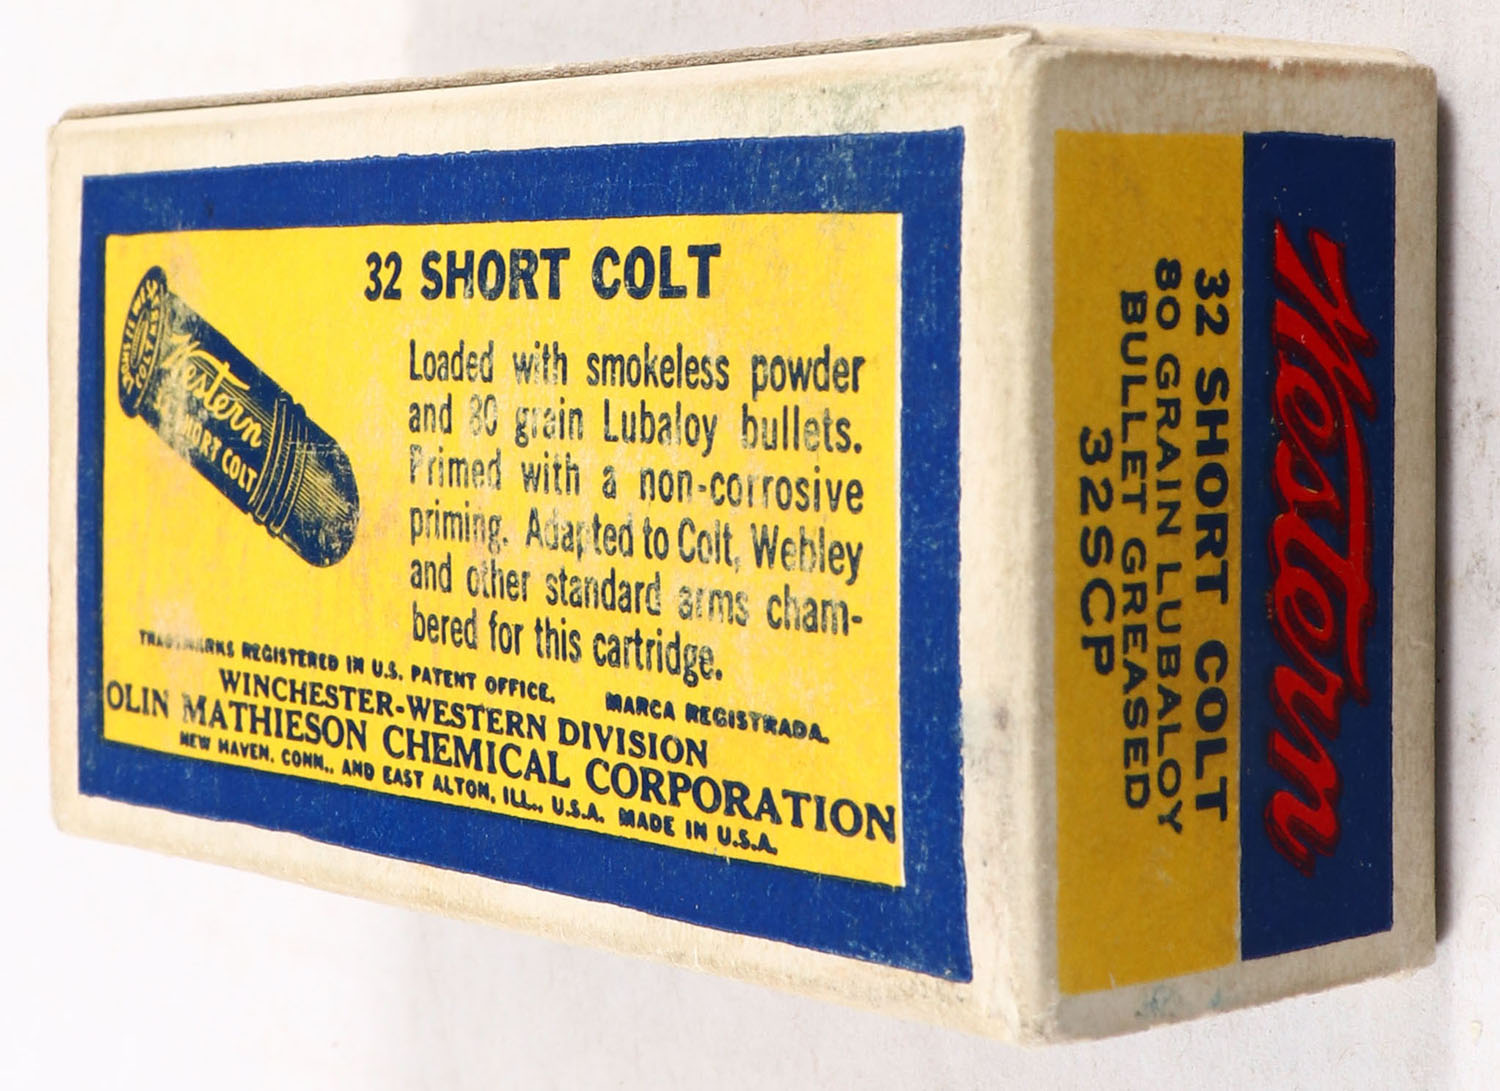 32 SHORT COLT
Loaded with smokeless powder
and 80 grain Lubaloy bullets.
Primed with a non-corrosive
priming. Adapted to Colt, Webley
and other standard arms cham-
bered for this cartridge.
Western
SHORT COLT
TRADEMARKS REGISTERED IN U.S. PATENT OFFICE. MARCA REGISTRADA.
WINCHESTER-WESTERN DIVISION
OLIN MATHIESON CHEMICAL CORPORATION
NEW HAVEN, CONN., AND EAST ALTON, ILL., U.S.A. MADE IN U.S.A.
Western
32 SHORT COLT
80 GRAIN LUBALOY
BULLET GREASED
32SCP